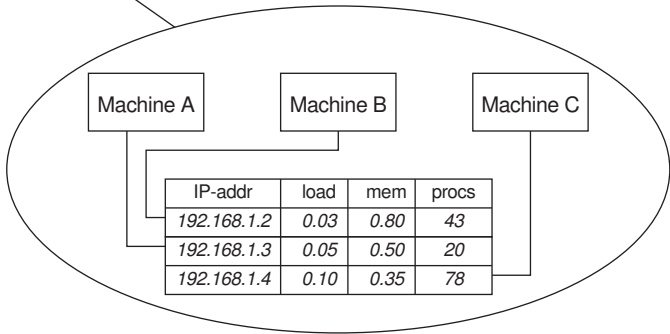 Machine A Machine B Machine C
IP-addr load mem procs
192.168.1.2 0.03 0.80 43
192.168.1.3 0.05 0.50 20
192.168.1.4 0.10 0.35 78